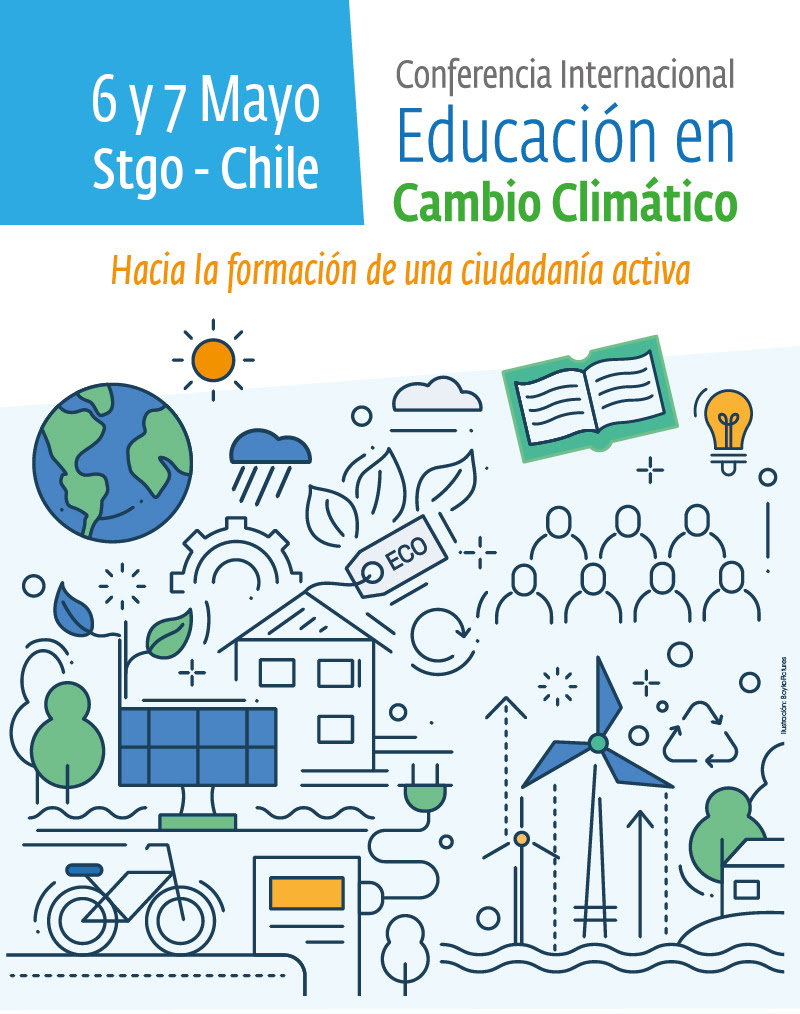 6 y 7 Mayo
Stgo - Chile
Conferencia Internacional
Educación en
Cambio Climático
Hacia la formación de una ciudadanía activa
ECO